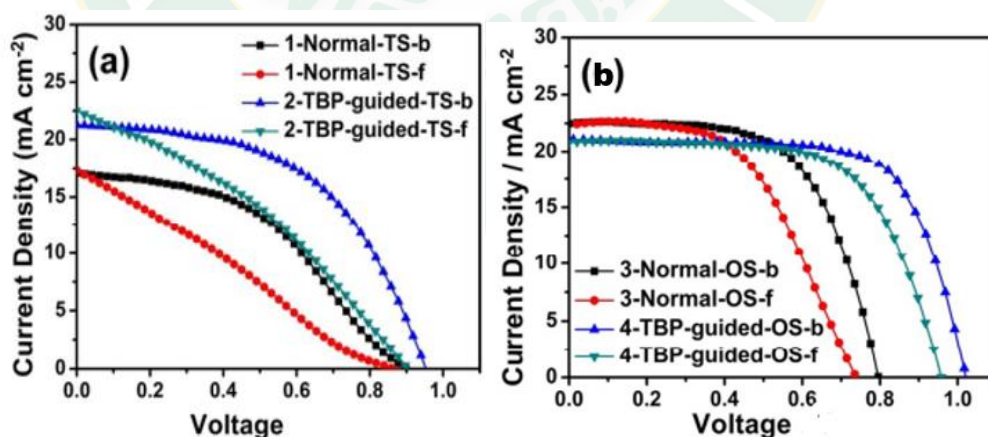 (a)
Current Density (mA cm-2)
30
25
20
15
10
5
0
1-Normal-TS-b
1-Normal-TS-f
2-TBP-guided-TS-b
2-TBP-guided-TS-f
0.0 0.2 0.4 0.6 0.8 1.0
Voltage
(b)
Current Density / mA cm-2
30
25
20
15
10
5
0
3-Normal-OS-b
3-Normal-OS-f
4-TBP-guided-OS-b
4-TBP-guided-OS-f
0.0 0.2 0.4 0.6 0.8 1.0
Voltage